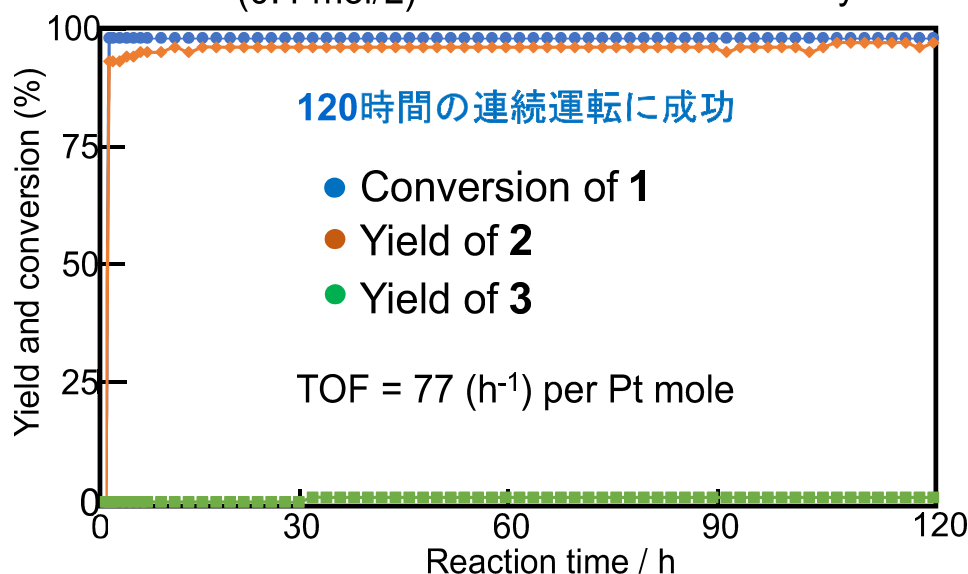 100
75
50
25
0
Yield and conversion (%)
120時間の連続運転に成功
Conversion of 1
Yield of 2
Yield of 3
TOF = 77 (h-1) per Pt mole
0 30 60 90 120
Reaction time / h